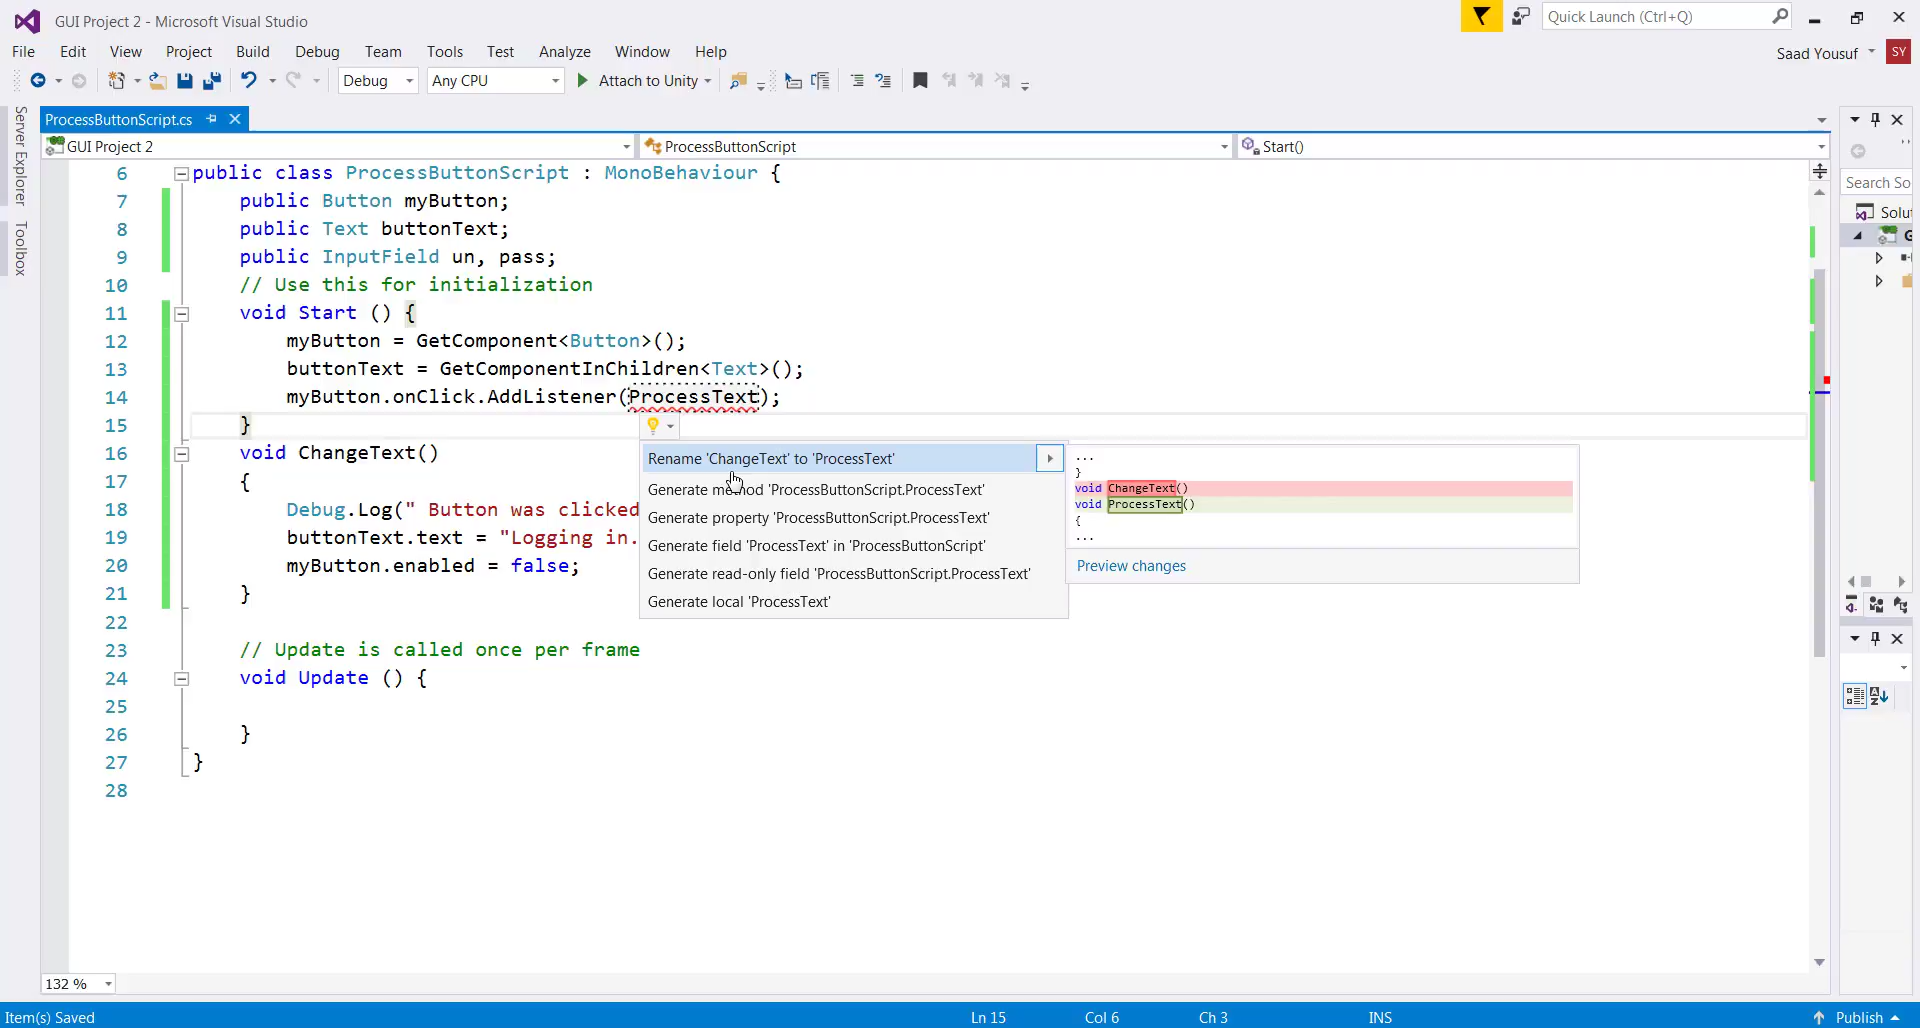 GUI Project 2 - Microsoft Visual Studio
Quick Launch (Ctrl+Q)
File Edit View Project Build Debug Team Tools Test Analyze Window Help
Saad Yousuf SY
Debug Any CPU Attach to Unity
Server Explorer
Toolbox
ProcessButtonScript.cs
GUI Project 2 ProcessButtonScript Start()
Search So
Solut
G
6 public class ProcessButtonScript : MonoBehaviour {
7 public Button myButton;
8 public Text buttonText;
9 public InputField un, pass;
10 // Use this for initialization
11 void Start () {
12 myButton = GetComponent<Button>();
13 buttonText = GetComponentInChildren<Text>();
14 myButton.onClick.AddListener(ProcessText);
15 }
16 void ChangeText()
17 {
18 Debug.Log(" Button was clicked
19 buttonText.text = "Logging in.
20 myButton.enabled = false;
21 }
22
23 // Update is called once per frame
24 void Update () {
25
26 }
27 }
28
Rename 'ChangeText' to 'ProcessText'
Generate method 'ProcessButtonScript.ProcessText'
Generate property 'ProcessButtonScript.ProcessText'
Generate field 'ProcessText' in 'ProcessButtonScript'
Generate read-only field 'ProcessButtonScript.ProcessText'
Generate local 'ProcessText'
...
}
void ChangeText()
void ProcessText()
{
...
Preview changes
132 %
Item(s) Saved Ln 15 Col 6 Ch 3 INS Publish